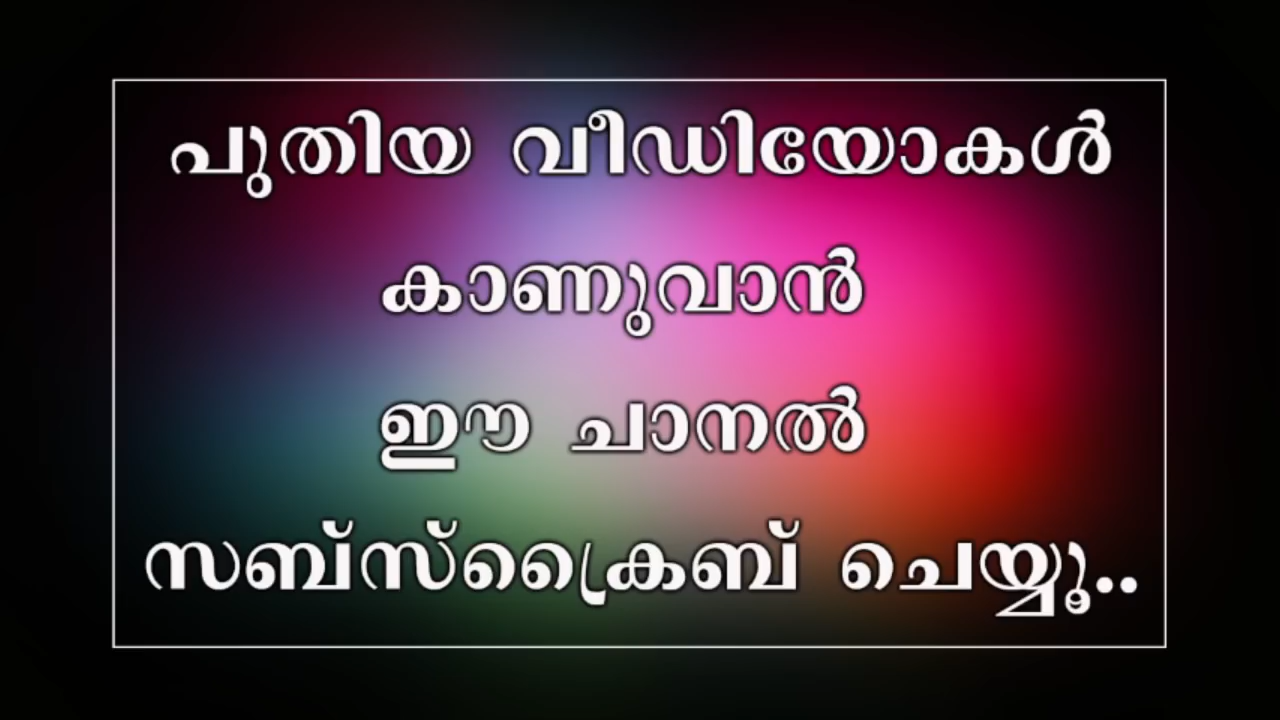 പുതിയ വീഡിയോകൾ
കാണുവാൻ
ഈ ചാനൽ
സബ്സ്ക്രൈബ് ചെയ്യൂ..